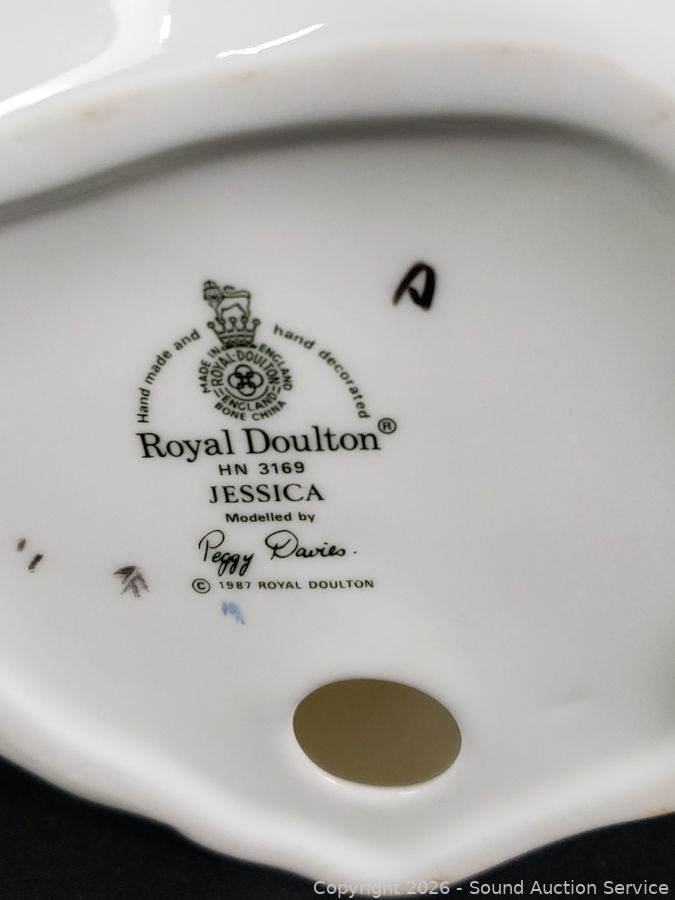 A
Hand made and hand decorated
MADE IN ENGLAND
ROYAL·DOULTON
ENGLAND
BONE CHINA
Royal Doulton®
HN 3169
JESSICA
Modelled by
Peggy Davies.
© 1987 ROYAL DOULTON
Copyright 2026 - Sound Auction Service